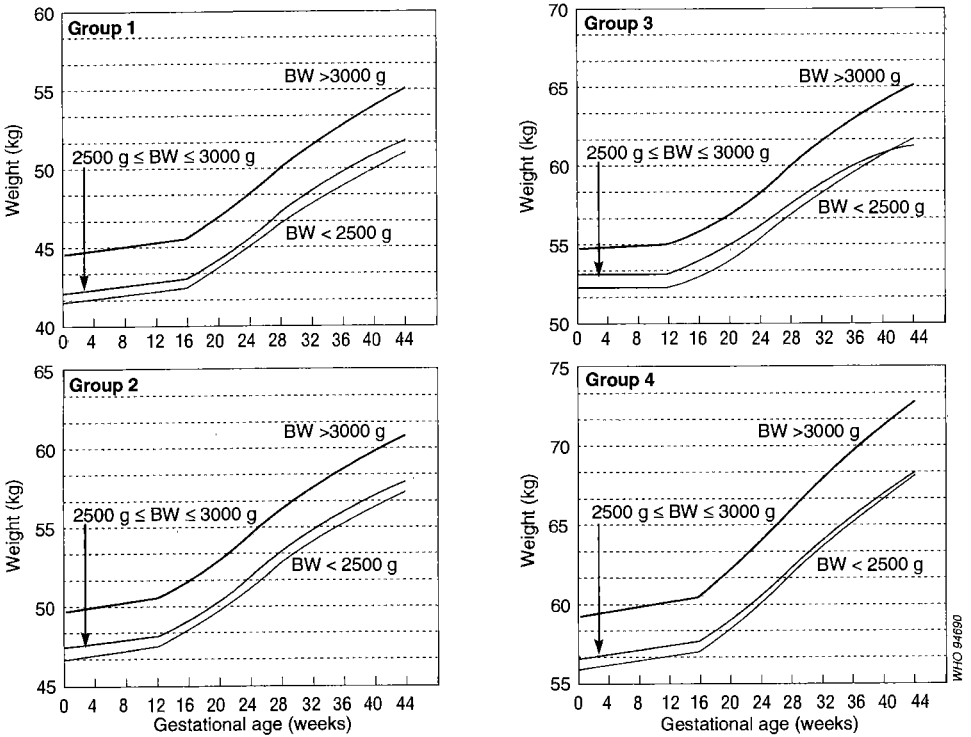 Group 1
Weight (kg)
60
55
50
45
40
BW >3000 g
2500 g ≤ BW ≤ 3000 g
BW < 2500 g
0 4 8 12 16 20 24 28 32 36 40 44
Group 3
Weight (kg)
70
65
60
55
50
BW >3000 g
2500 g ≤ BW ≤ 3000 g
BW < 2500 g
0 4 8 12 16 20 24 28 32 36 40 44
Group 2
Weight (kg)
65
60
55
50
45
BW >3000 g
2500 g ≤ BW ≤ 3000 g
BW < 2500 g
0 4 8 12 16 20 24 28 32 36 40 44
Gestational age (weeks)
Group 4
Weight (kg)
75
70
65
60
55
BW >3000 g
2500 g ≤ BW ≤ 3000 g
BW < 2500 g
0 4 8 12 16 20 24 28 32 36 40 44
Gestational age (weeks)
WHO 94690